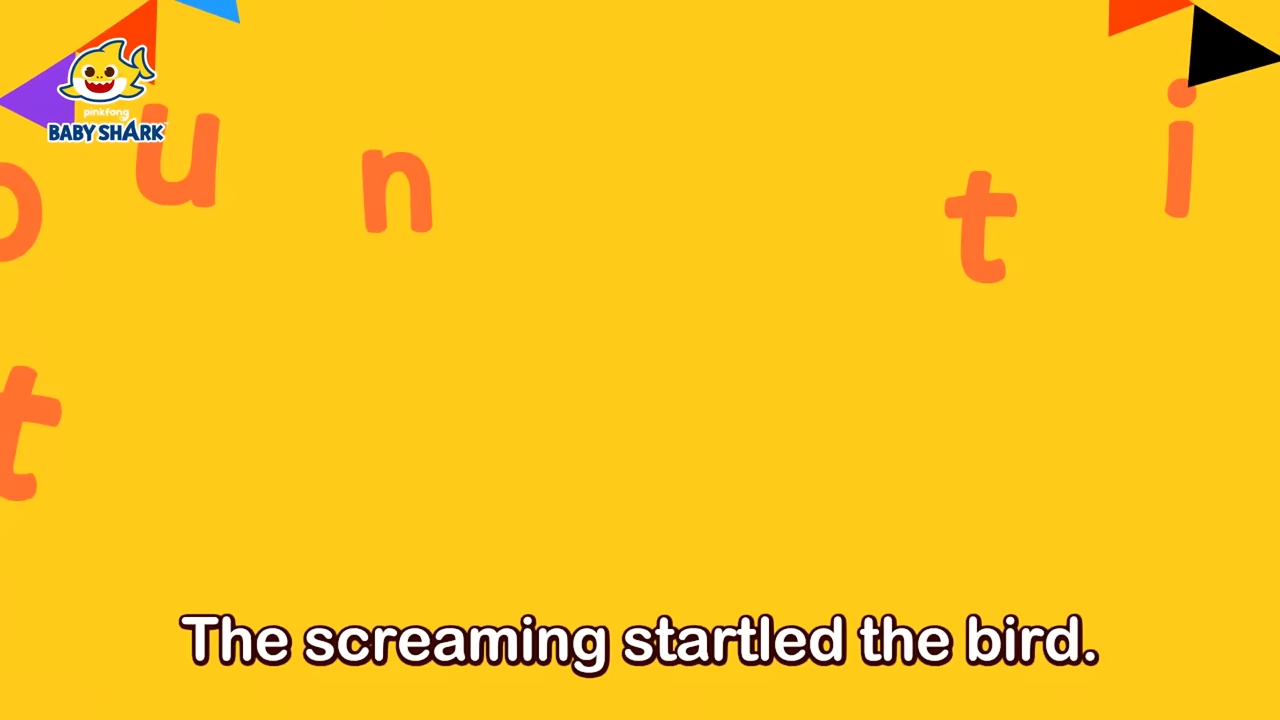 pinkfong
BABY SHARK
i
u
n
o
t
t
The screaming startled the bird.